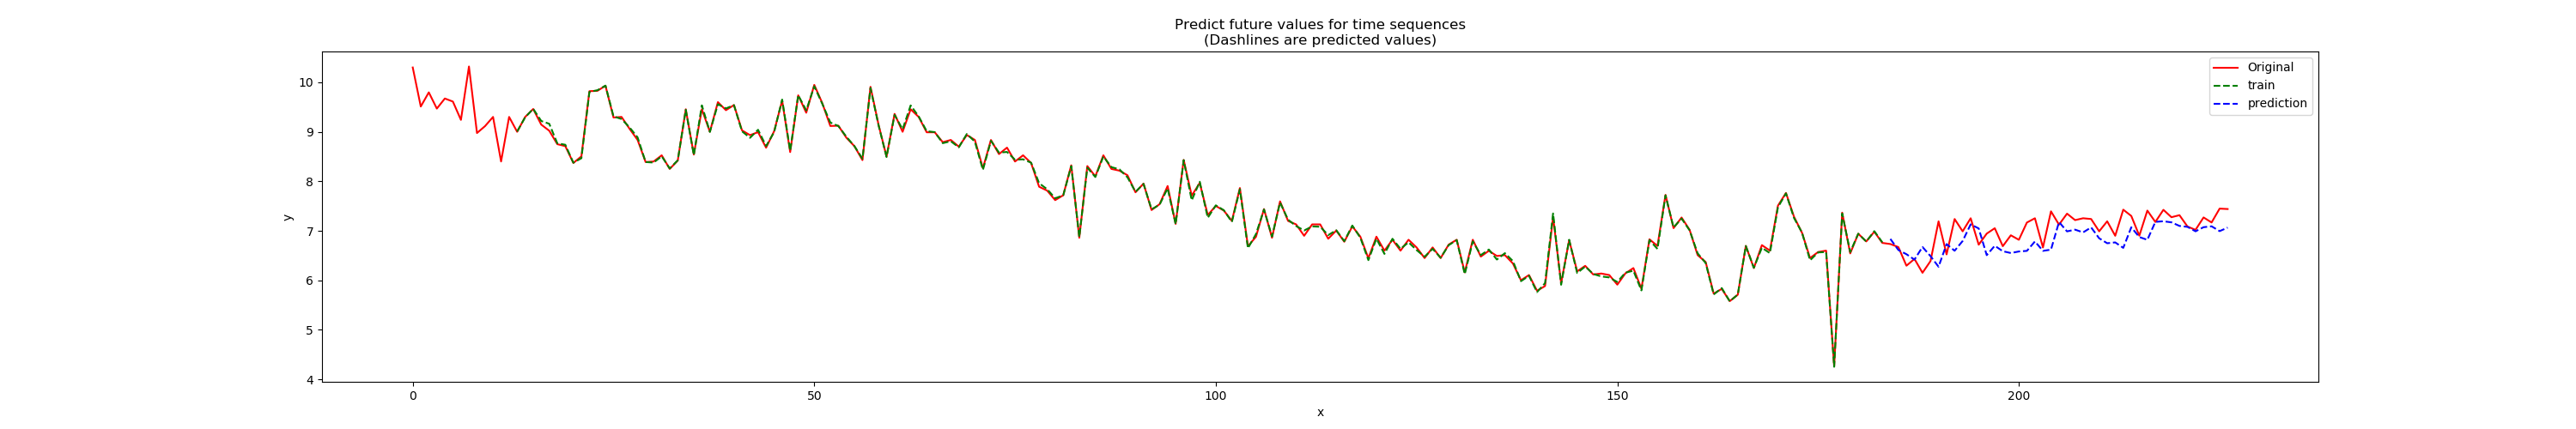 Predict future values for time sequences
(Dashlines are predicted values)
Original
train
prediction
y
10
9
8
7
6
5
4
0 50 100 150 200
x